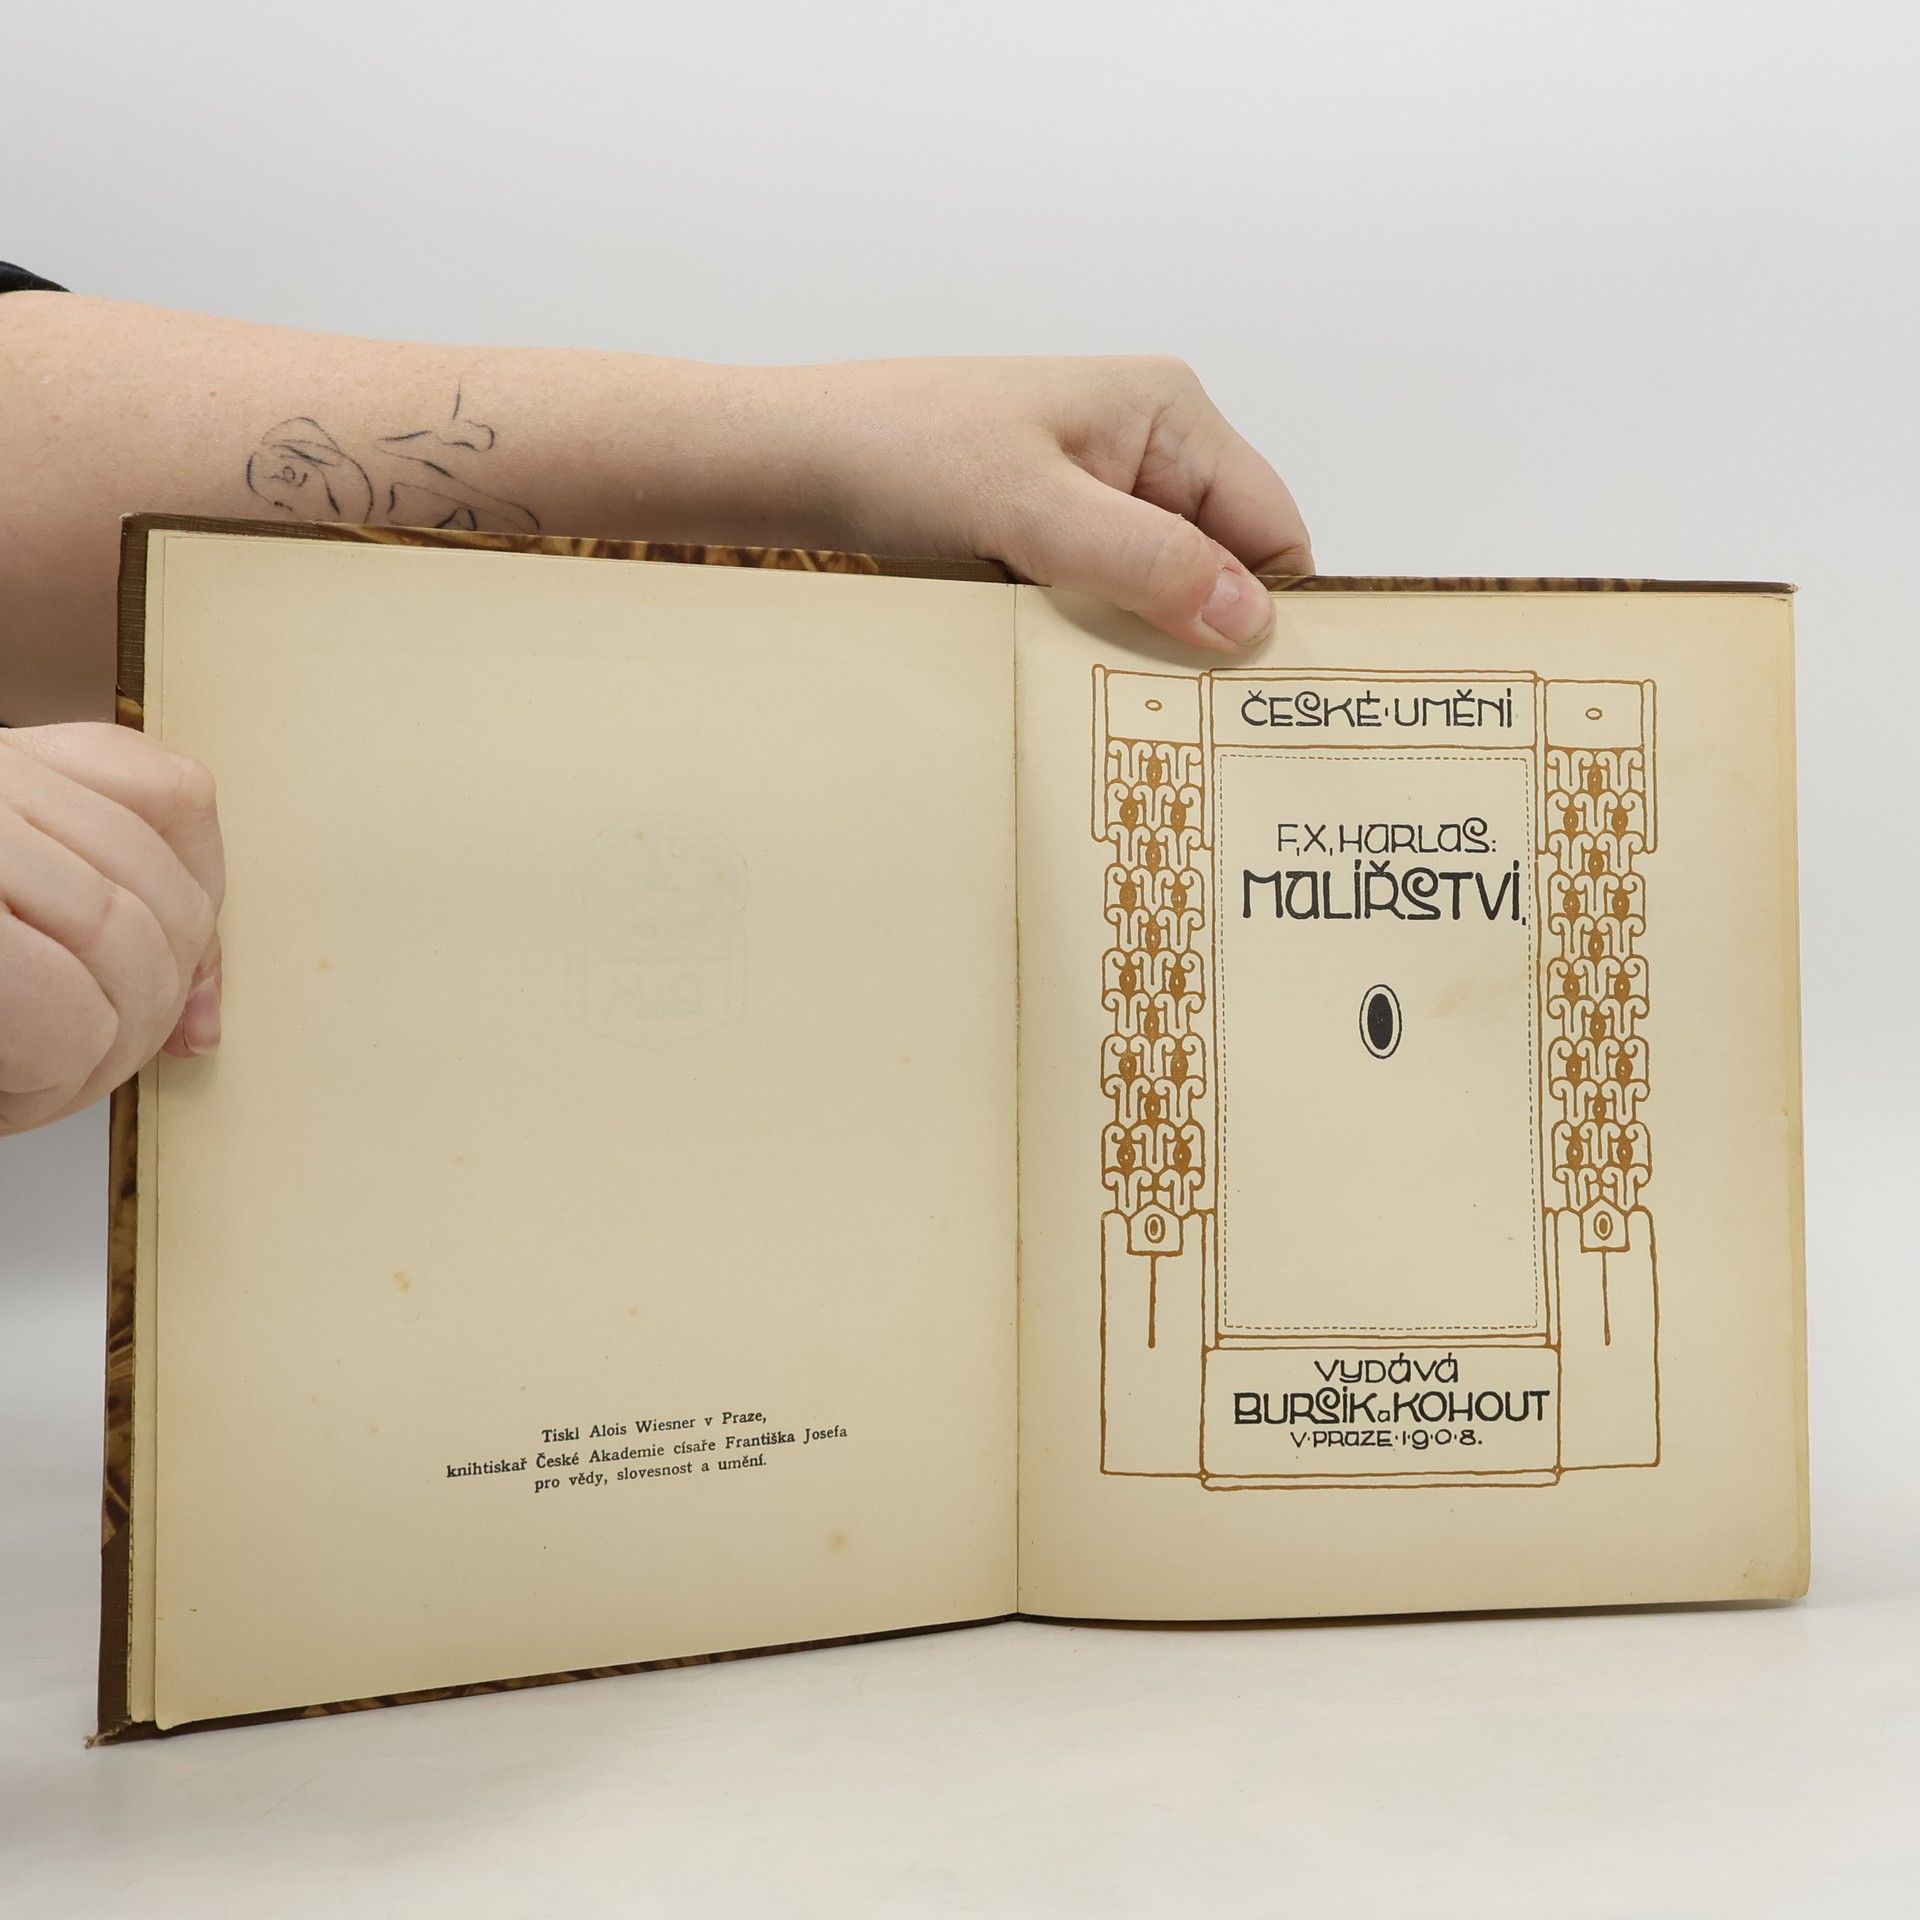 Tiskl Alois Wiesner v Praze,
knihtiskař České Akademie císaře Františka Josefa
pro vědy, slovesnost a umění.
ČESKÉ UMĚNÍ
F. X. HARLAS:
MALÍŘSTVÍ.
VYDÁVÁ
BURSÍK a KOHOUT
V·PRAZE·1·9·0·8.